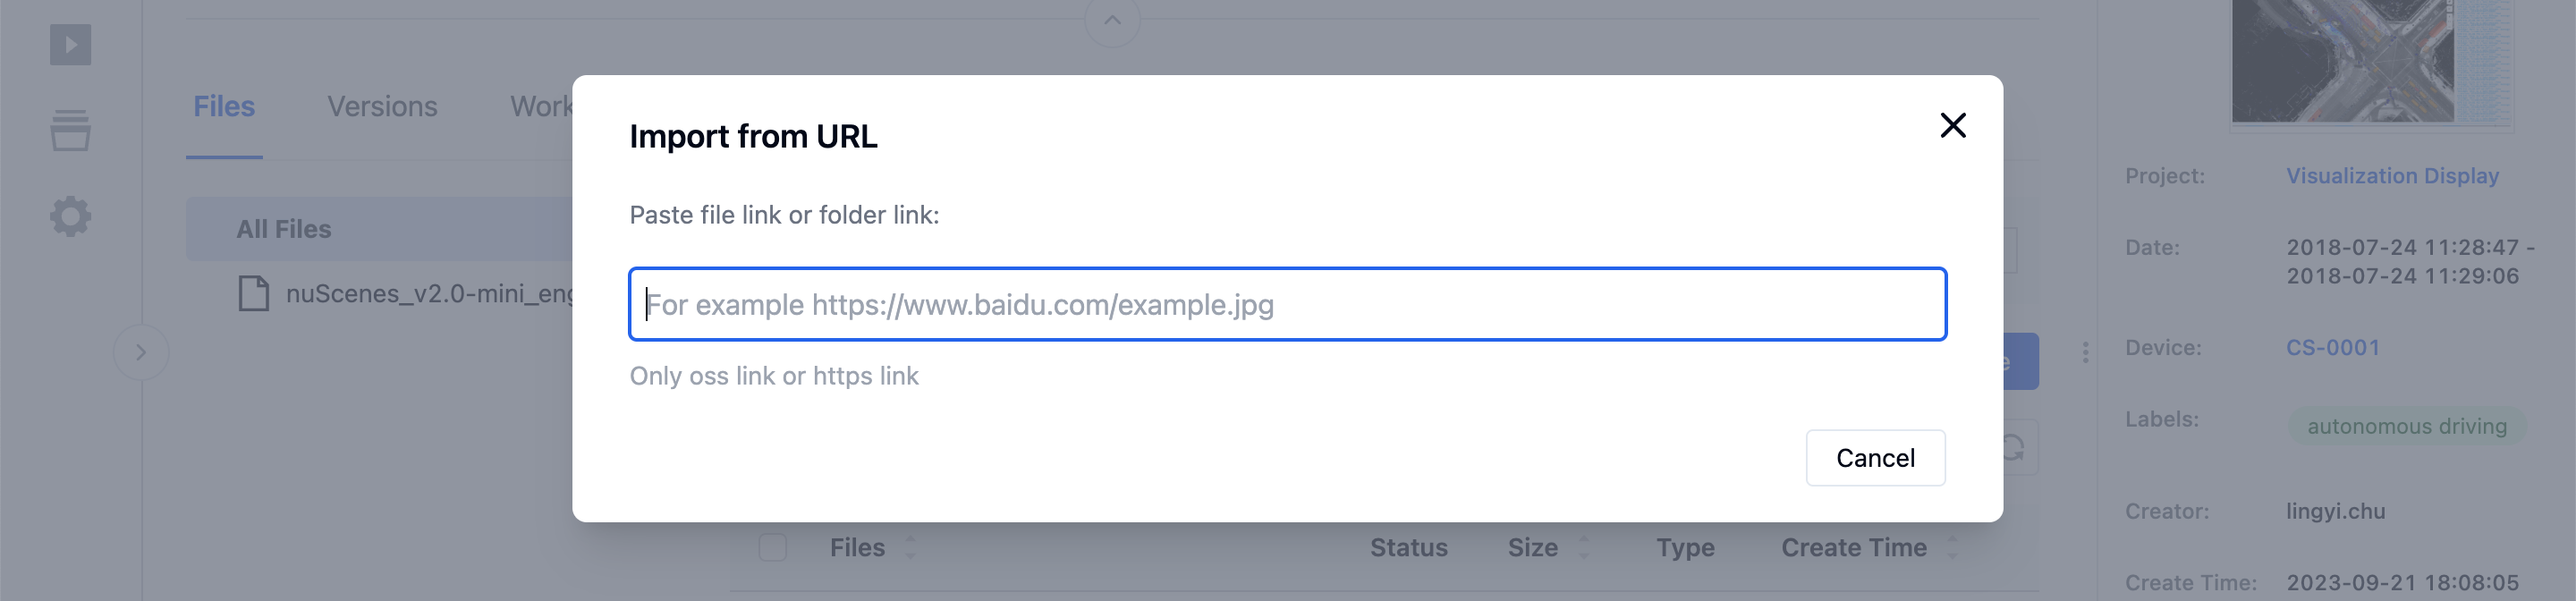 Files
Versions
Work
All Files
nuScenes_v2.0-mini_eng
Import from URL
Paste file link or folder link:
For example https://www.baidu.com/example.jpg
Only oss link or https link
Cancel
Files
Status
Size
Type
Create Time
Project:
Visualization Display
Date:
2018-07-24 11:28:47 -
2018-07-24 11:29:06
Device:
CS-0001
Labels:
autonomous driving
Creator:
lingyi.chu
Create Time:
2023-09-21 18:08:05